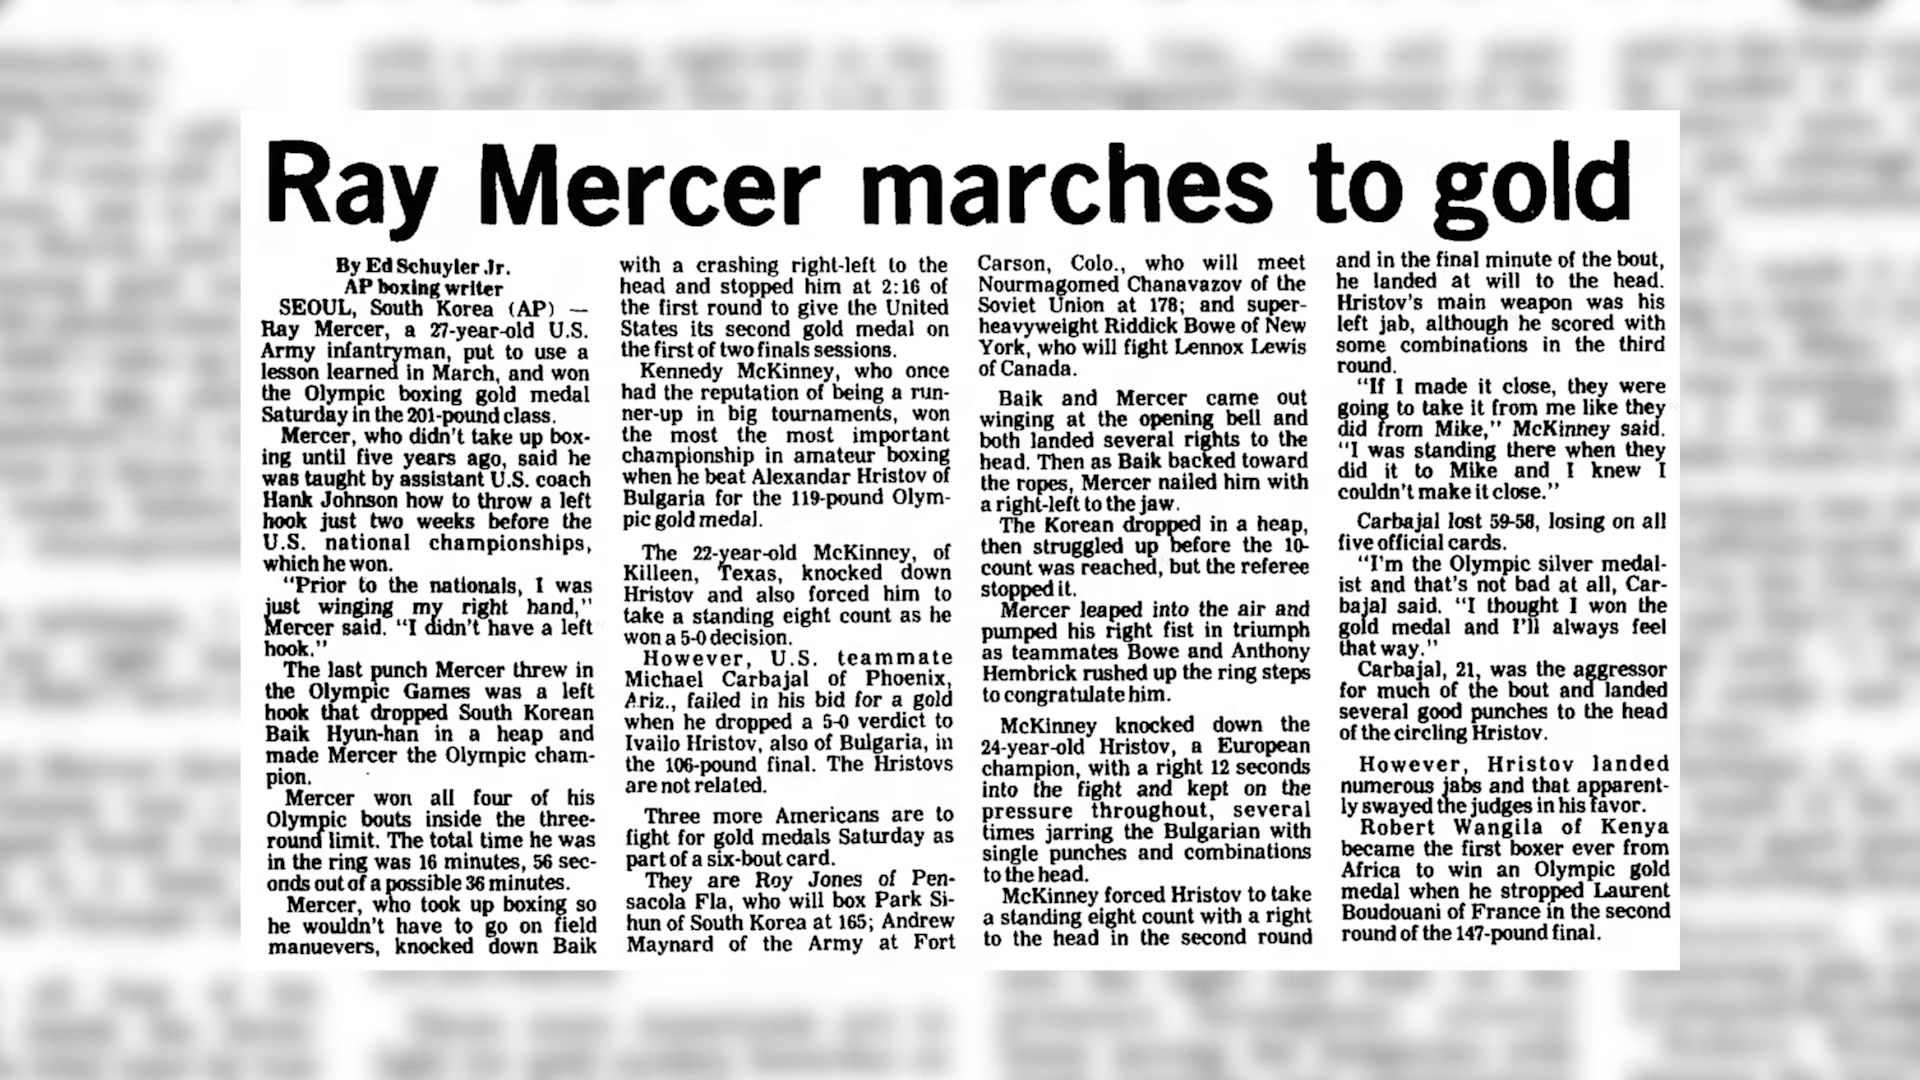 Ray Mercer marches to gold
By Ed Schuyler Jr.
AP boxing writer
SEOUL, South Korea (AP) —
Ray Mercer, a 27-year-old U.S.
Army infantryman, put to use a
lesson learned in March, and won
the Olympic boxing gold medal
Saturday in the 201-pound class.
Mercer, who didn't take up box-
ing until five years ago, said he
was taught by assistant U.S. coach
Hank Johnson how to throw a left
hook just two weeks before the
U.S. national championships,
which he won.
"Prior to the nationals, I was
just winging my right hand,"
Mercer said. "I didn't have a left
hook."
The last punch Mercer threw in
the Olympic Games was a left
hook that dropped South Korean
Baik Hyun-han in a heap and
made Mercer the Olympic cham-
pion.
Mercer won all four of his
Olympic bouts inside the three-
round limit. The total time he was
in the ring was 16 minutes, 56 sec-
onds out of a possible 36 minutes.
Mercer, who took up boxing so
he wouldn't have to go on field
manuevers, knocked down Baik
with a crashing right-left to the
head and stopped him at 2:16 of
the first round to give the United
States its second gold medal on
the first of two finals sessions.
Kennedy McKinney, who once
had the reputation of being a run-
ner-up in big tournaments, won
the most the most important
championship in amateur boxing
when he beat Alexandar Hristov of
Bulgaria for the 119-pound Olym-
pic gold medal.
The 22-year-old McKinney, of
Killeen, Texas, knocked down
Hristov and also forced him to
take a standing eight count as he
won a 5-0 decision.
However, U.S. teammate
Michael Carbajal of Phoenix,
Ariz., failed in his bid for a gold
when he dropped a 5-0 verdict to
Ivailo Hristov, also of Bulgaria, in
the 106-pound final. The Hristovs
are not related.
Three more Americans are to
fight for gold medals Saturday as
part of a six-bout card.
They are Roy Jones of Pen-
sacola Fla, who will box Park Si-
hun of South Korea at 165; Andrew
Maynard of the Army at Fort
Carson, Colo., who will meet
Nourmagomed Chanavazov of the
Soviet Union at 178; and super-
heavyweight Riddick Bowe of New
York, who will fight Lennox Lewis
of Canada.
Baik and Mercer came out
winging at the opening bell and
both landed several rights to the
head. Then as Baik backed toward
the ropes, Mercer nailed him with
a right-left to the jaw.
The Korean dropped in a heap,
then struggled up before the 10-
count was reached, but the referee
stopped it.
Mercer leaped into the air and
pumped his right fist in triumph
as teammates Bowe and Anthony
Hembrick rushed up the ring steps
to congratulate him.
McKinney knocked down the
24-year-old Hristov, a European
champion, with a right 12 seconds
into the fight and kept on the
pressure throughout, several
times jarring the Bulgarian with
single punches and combinations
to the head.
McKinney forced Hristov to take
a standing eight count with a right
to the head in the second round
and in the final minute of the bout,
he landed at will to the head.
Hristov's main weapon was his
left jab, although he scored with
some combinations in the third
round.
"If I made it close, they were
going to take it from me like they
did from Mike," McKinney said.
"I was standing there when they
did it to Mike and I knew I
couldn't make it close."
Carbajal lost 59-58, losing on all
five official cards.
"I'm the Olympic silver medal-
ist and that's not bad at all, Car-
bajal said. "I thought I won the
gold medal and I'll always feel
that way."
Carbajal, 21, was the aggressor
for much of the bout and landed
several good punches to the head
of the circling Hristov.
However, Hristov landed
numerous jabs and that apparent-
ly swayed the judges in his favor.
Robert Wangila of Kenya
became the first boxer ever from
Africa to win an Olympic gold
medal when he stropped Laurent
Boudouani of France in the second
round of the 147-pound final.